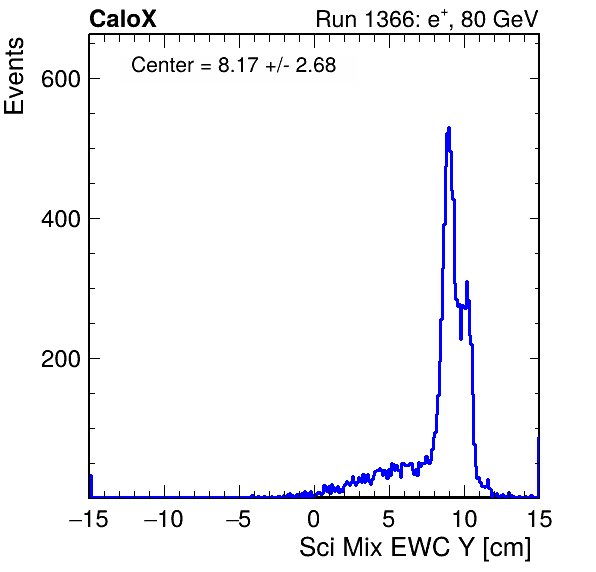 CaloX
Run 1366: e+, 80 GeV
Center = 8.17 +/- 2.68
Events
600
400
200
−15 −10 −5 0 5 10 15
Sci Mix EWC Y [cm]